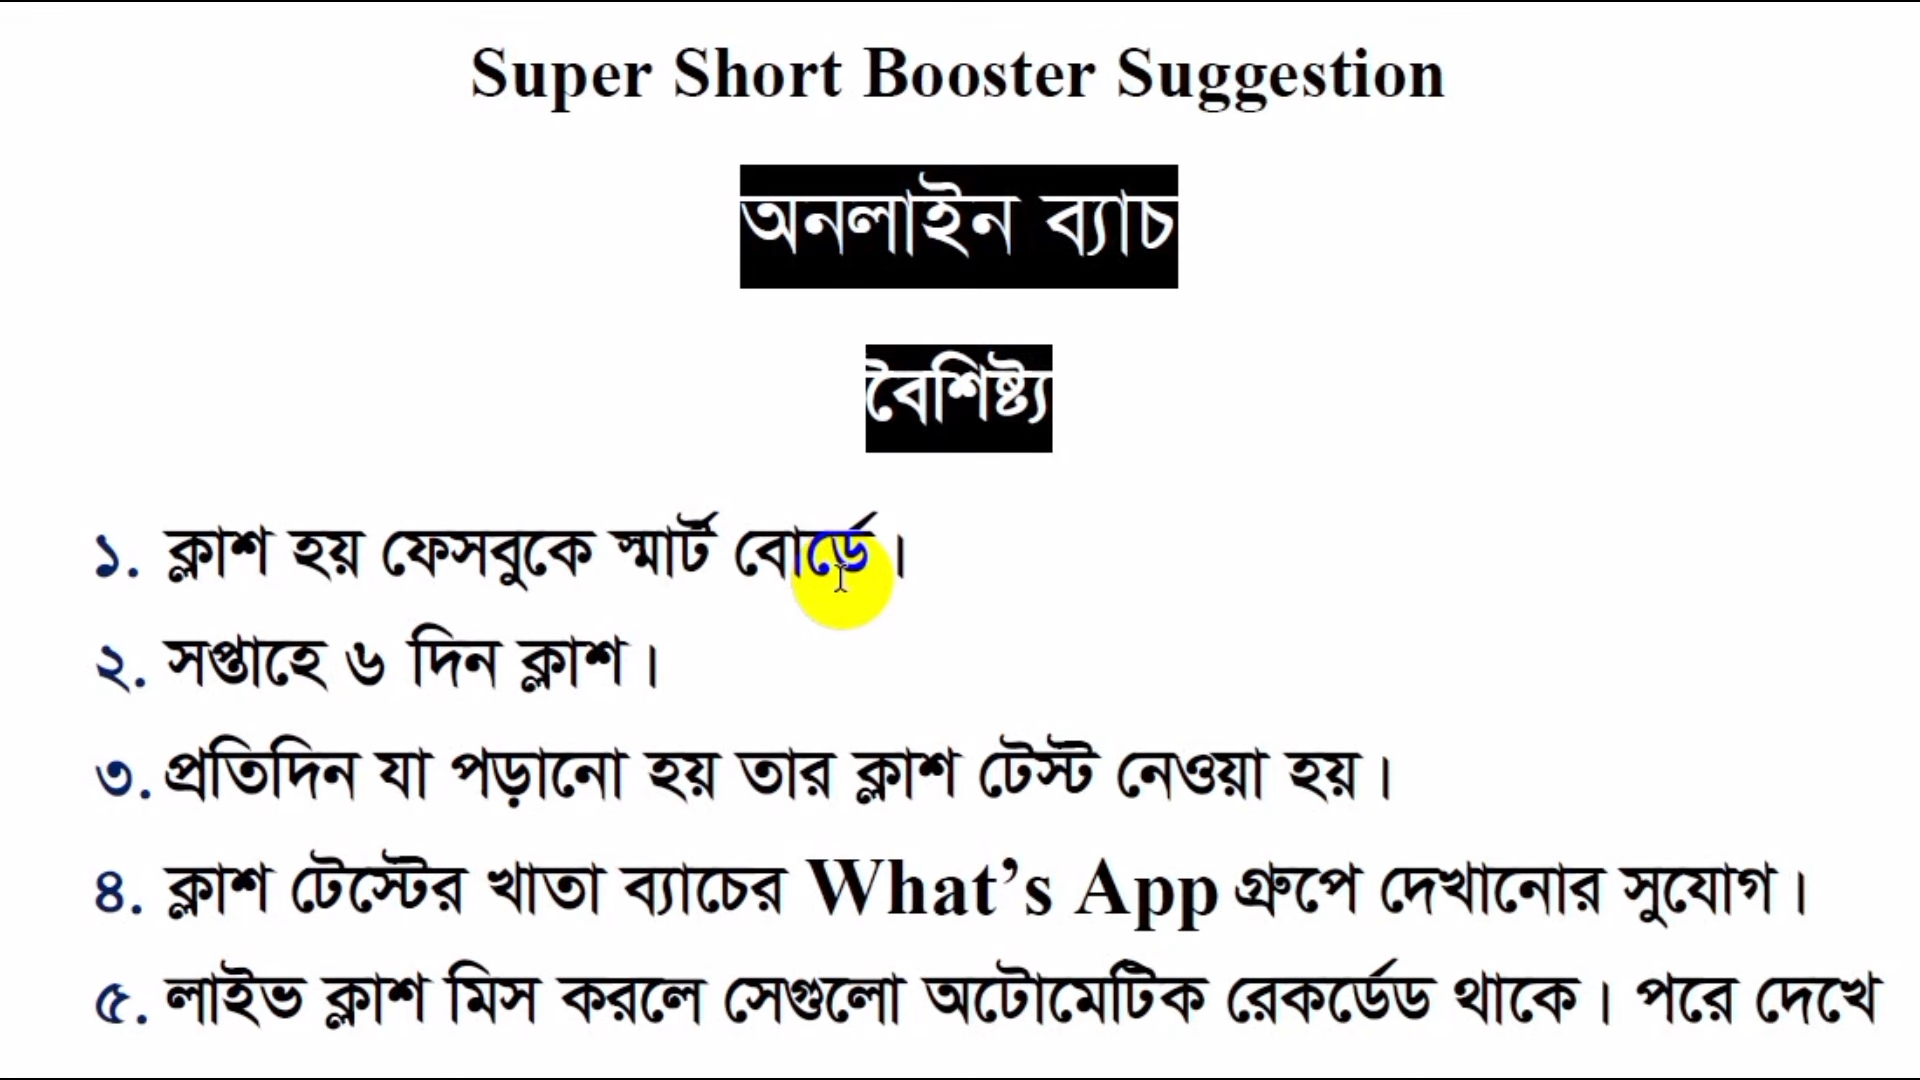 Super Short Booster Suggestion
অনলাইন ব্যাচ
বৈশিষ্ট্য
১. ক্লাশ হয় ফেসবুকে স্মার্ট বোর্ডে।
২. সপ্তাহে ৬ দিন ক্লাশ।
৩. প্রতিদিন যা পড়ানো হয় তার ক্লাশ টেস্ট নেওয়া হয়।
৪. ক্লাশ টেস্টের খাতা ব্যাচের What’s App গ্রুপে দেখানোর সুযোগ।
৫. লাইভ ক্লাশ মিস করলে সেগুলো অটোমেটিক রেকর্ডেড থাকে। পরে দেখে